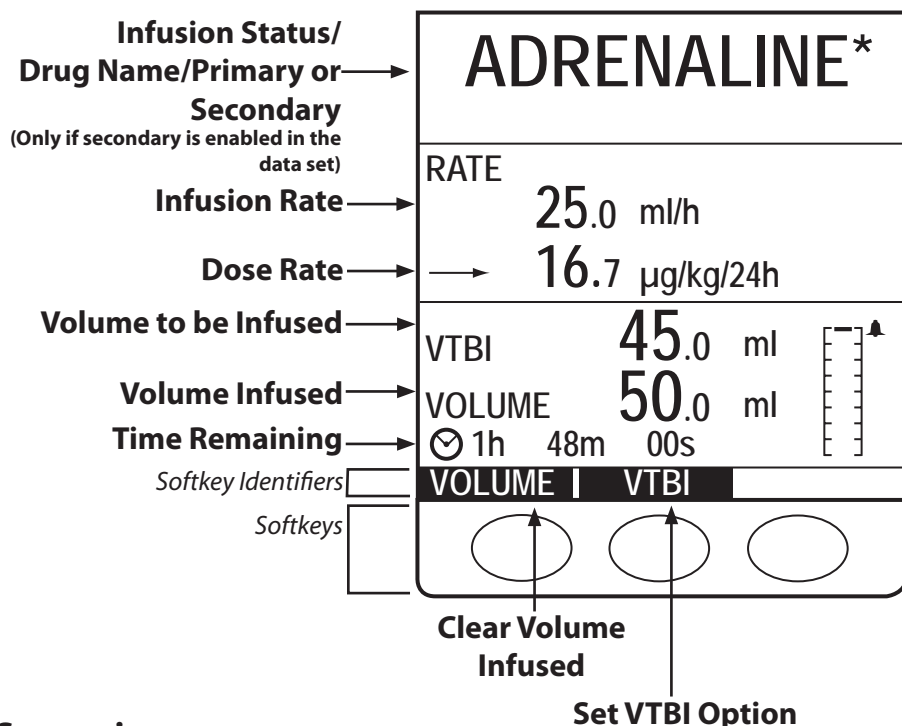 Infusion Status/
Drug Name/Primary or
Secondary
(Only if secondary is enabled in the
data set)
Infusion Rate
Dose Rate
Volume to be Infused
Volume Infused
Time Remaining
Softkey Identifiers
Softkeys
ADRENALINE*
RATE
25.0 ml/h
16.7 µg/kg/24h
VTBI 45.0 ml
VOLUME 50.0 ml
1h 48m 00s
VOLUME VTBI
Clear Volume
Infused
Set VTBI Option